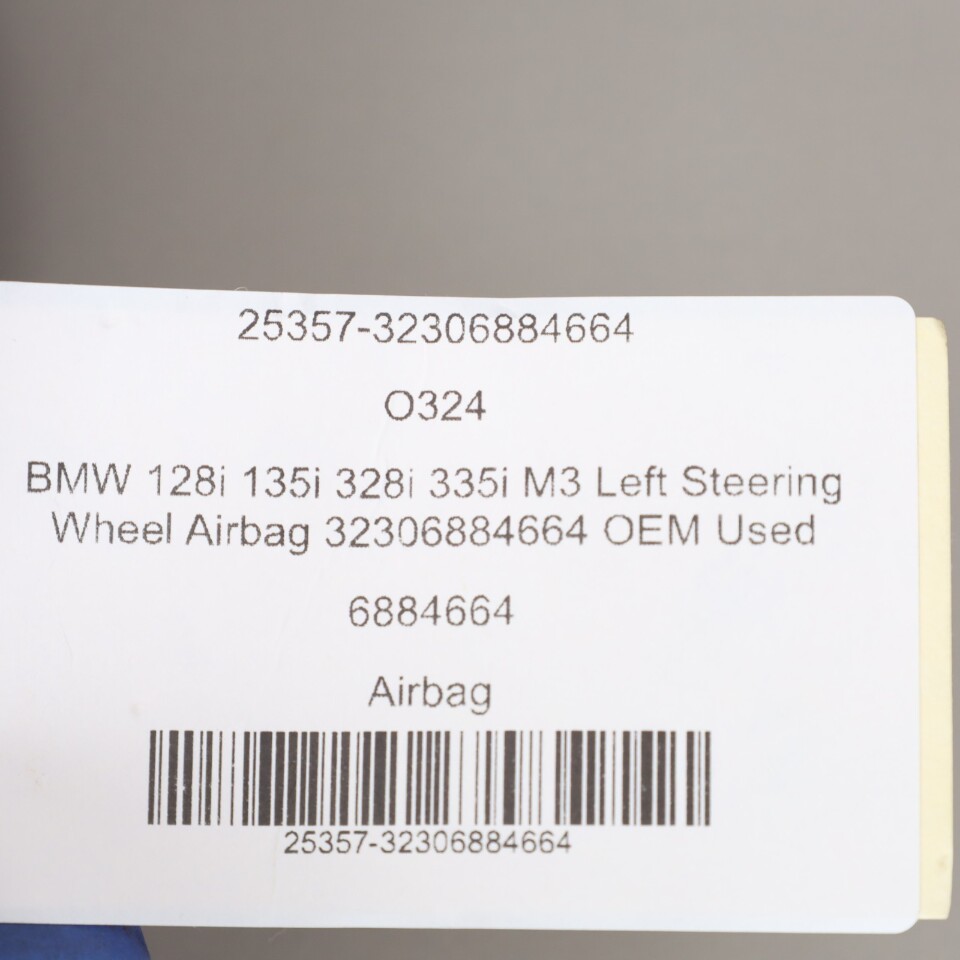 25357-32306884664
O324
BMW 128i 135i 328i 335i M3 Left Steering
Wheel Airbag 32306884664 OEM Used
6884664
Airbag
25357-32306884664